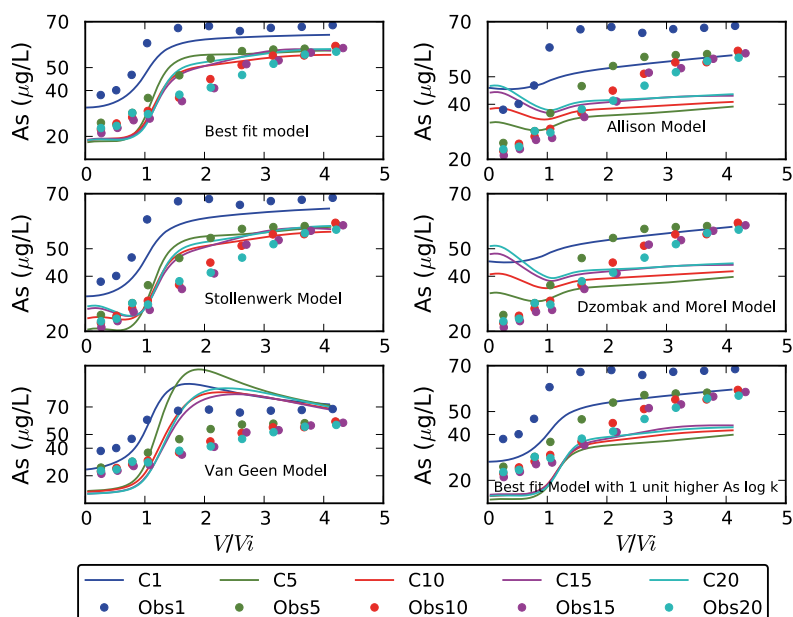 As (µg/L)
70
50
40
20
Best fit model
0 1 2 3 4 5
As (µg/L)
70
60
50
40
30
20
Allison Model
0 1 2 3 4 5
As (µg/L)
70
50
40
20
Stollenwerk Model
0 1 2 3 4 5
As (µg/L)
70
50
40
20
Dzombak and Morel Model
0 1 2 3 4 5
As (µg/L)
70
50
40
20
Van Geen Model
0 1 2 3 4 5
V/Vi
As (µg/L)
70
50
40
20
Best fit Model with 1 unit higher As log k
0 1 2 3 4 5
V/Vi
C1 C5 C10 C15 C20
Obs1 Obs5 Obs10 Obs15 Obs20